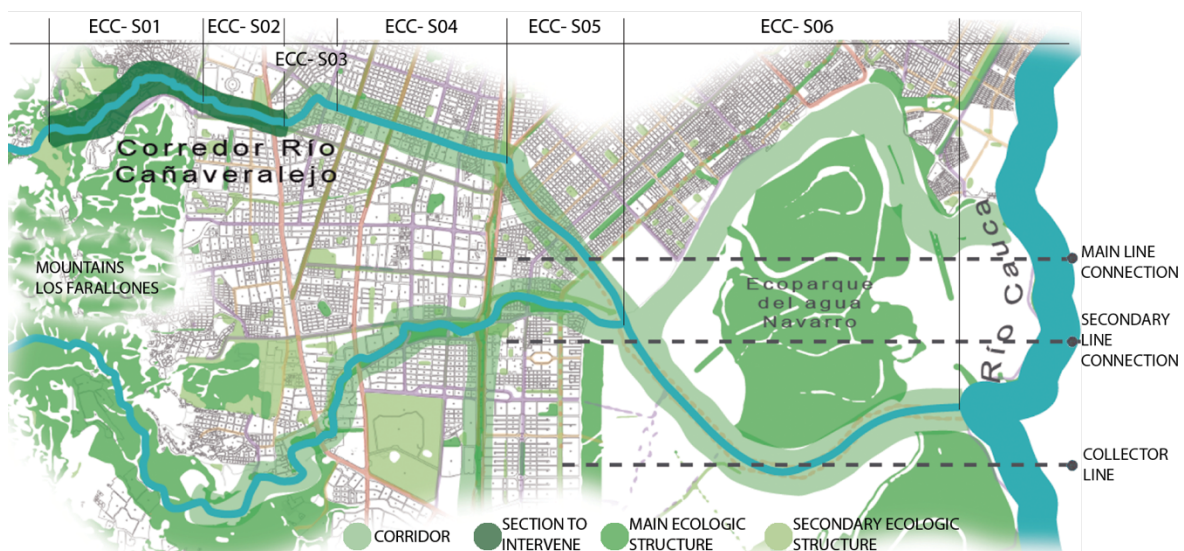 ECC- S01
ECC- S02
ECC- S03
ECC- S04
ECC- S05
ECC- S06
Corredor Río
Cañaveralejo
MOUNTAINS
LOS FARALLONES
Ecoparque
del agua
Navarro
Río Cauca
MAIN LINE
CONNECTION
SECONDARY
LINE
CONNECTION
COLLECTOR
LINE
CORRIDOR
SECTION TO
INTERVENE
MAIN ECOLOGIC
STRUCTURE
SECONDARY ECOLOGIC
STRUCTURE